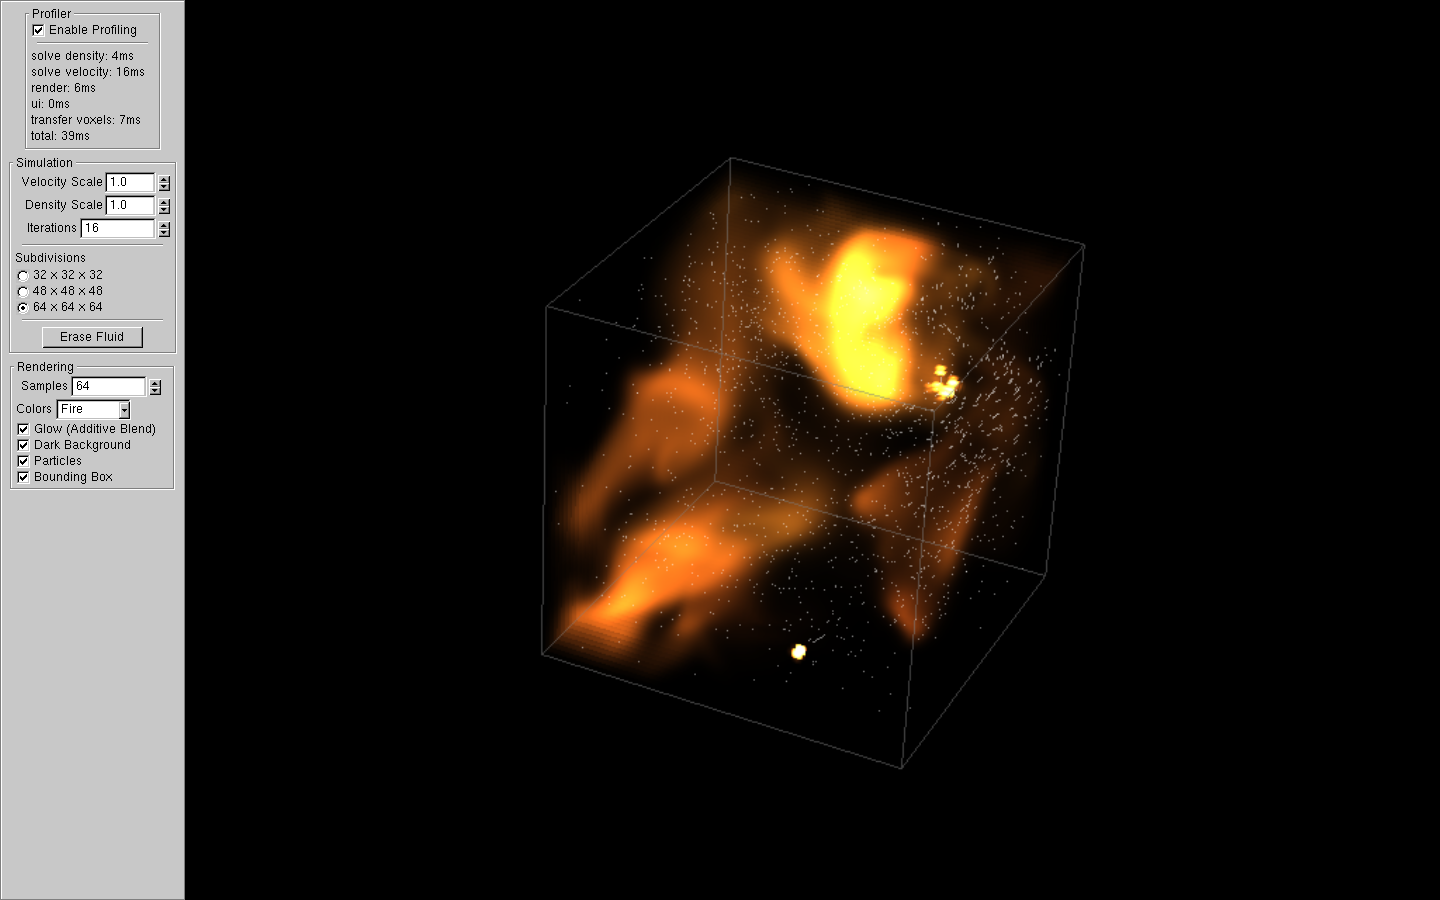 Profiler
Enable Profiling
solve density: 4ms
solve velocity: 16ms
render: 6ms
ui: 0ms
transfer voxels: 7ms
total: 39ms
Simulation
Velocity Scale 1.0
Density Scale 1.0
Iterations 16
Subdivisions
32 x 32 x 32
48 x 48 x 48
64 x 64 x 64
Erase Fluid
Rendering
Samples 64
Colors Fire
Glow (Additive Blend)
Dark Background
Particles
Bounding Box